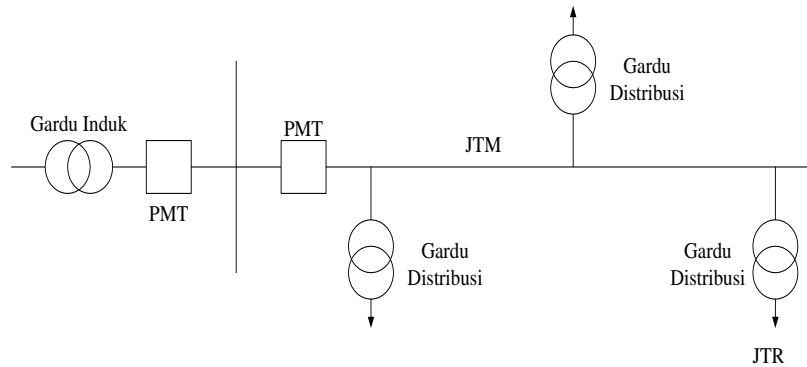 Gardu Induk
PMT
PMT
JTM
Gardu
Distribusi
Gardu
Distribusi
Gardu
Distribusi
JTR